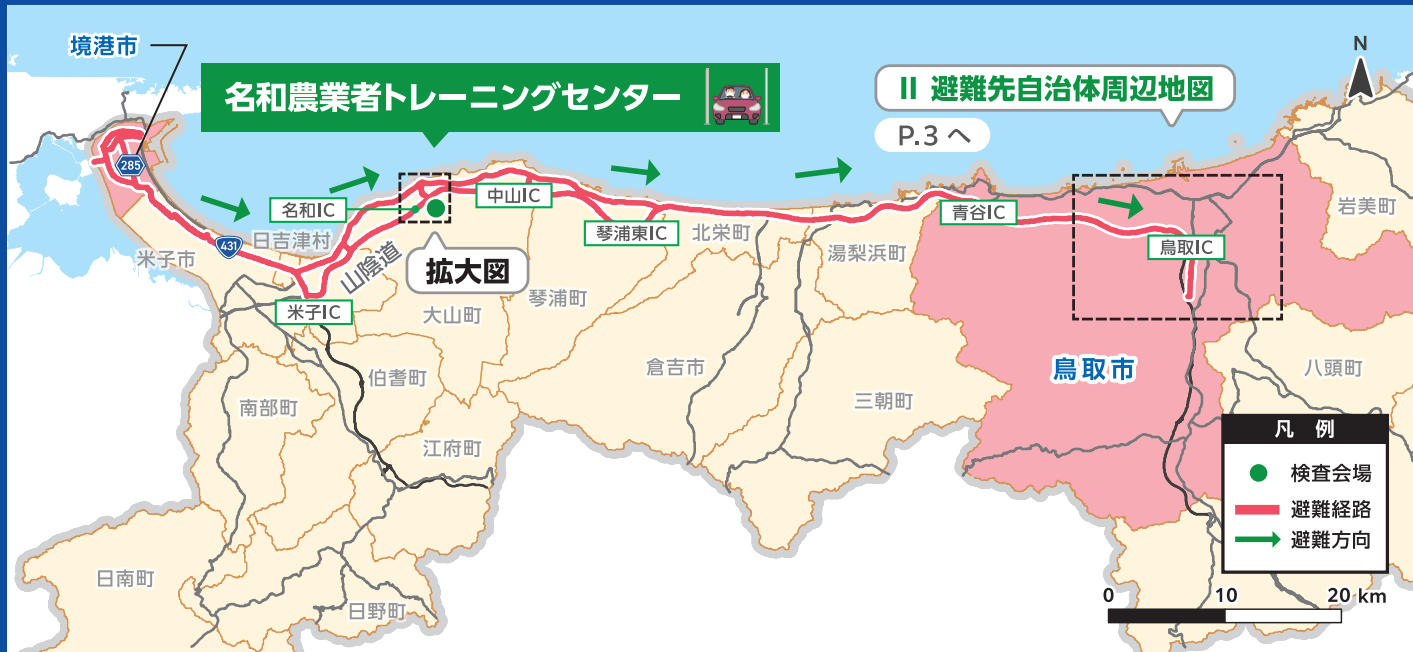 境港市
名和農業者トレーニングセンター
II 避難先自治体周辺地図
P.3 へ
N
285
名和IC
中山IC
青谷IC
岩美町
431
日吉津村
琴浦東IC
北栄町
鳥取IC
米子市
山陰道
拡大図
湯梨浜町
米子IC
大山町
琴浦町
倉吉市
鳥取市
八頭町
伯耆町
南部町
三朝町
江府町
凡 例
検査会場
避難経路
避難方向
日南町
日野町
0 10 20 km